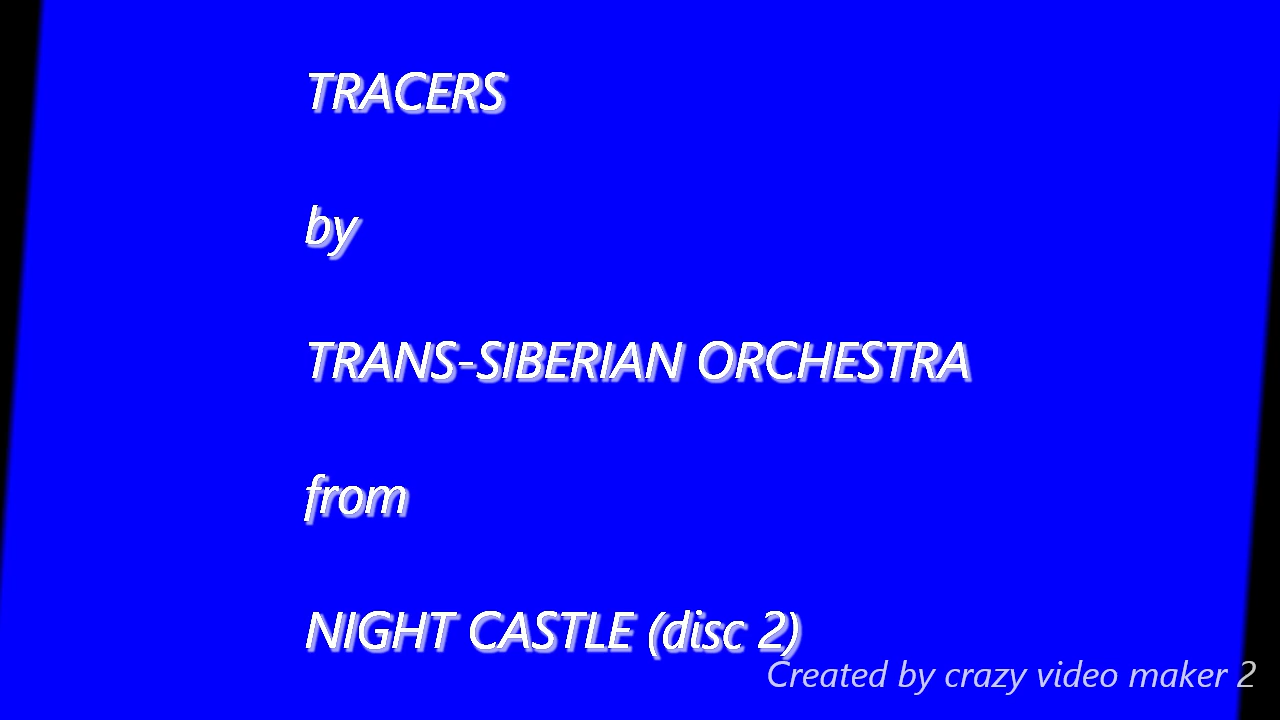 TRACERS
by
TRANS-SIBERIAN ORCHESTRA
from
NIGHT CASTLE (disc 2)
Created by crazy video maker 2